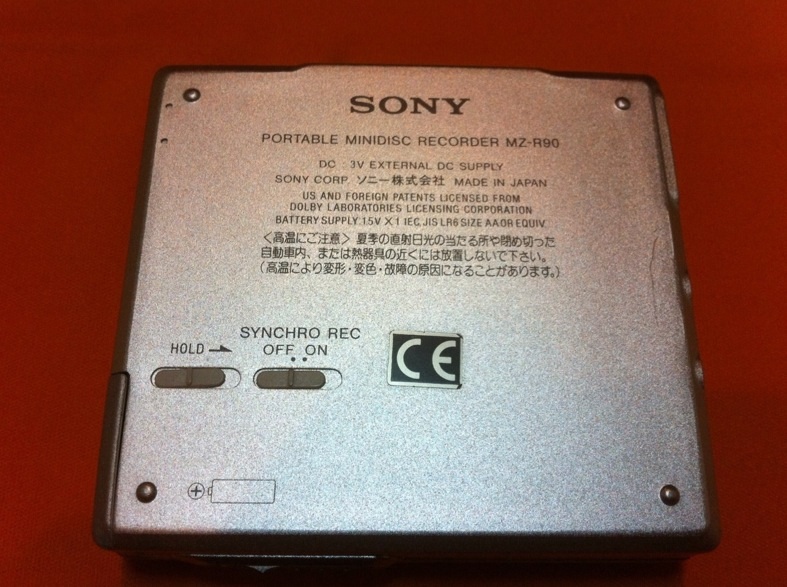 SONY
PORTABLE MINIDISC RECORDER MZ-R90
DC : 3V EXTERNAL DC SUPPLY
SONY CORP. ソニー株式会社 MADE IN JAPAN
US AND FOREIGN PATENTS LICENSED FROM
DOLBY LABORATORIES LICENSING CORPORATION
BATTERY SUPPLY 1.5V X 1 IEC, JIS LR6 SIZE AA OR EQUIV.
<高温にご注意> 夏季の直射日光の当たる所や閉め切った
自動車内、または熱器具の近くには放置しないで下さい。
(高温により変形・変色・故障の原因になることがあります。)
SYNCHRO REC
HOLD OFF ON
CE